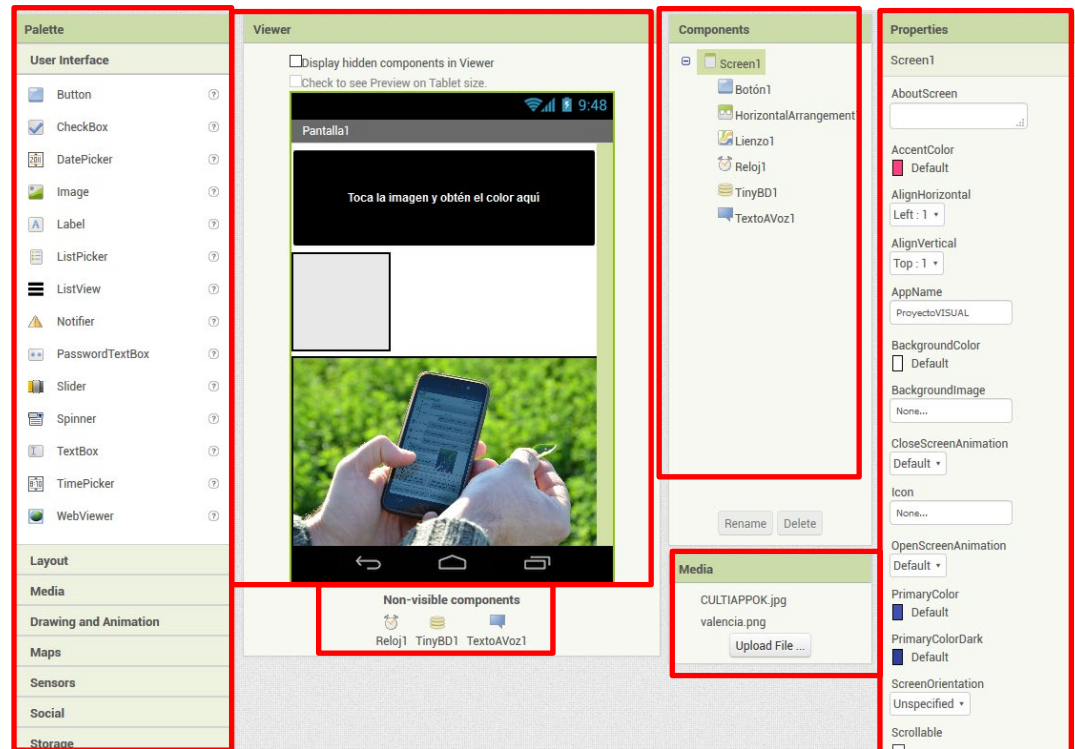 Palette
User Interface
Button
CheckBox
DatePicker
Image
Label
ListPicker
ListView
Notifier
PasswordTextBox
Slider
Spinner
TextBox
TimePicker
WebViewer
Layout
Media
Drawing and Animation
Maps
Sensors
Social
Storage
Viewer
Display hidden components in Viewer
Check to see Preview on Tablet size.
9:48
Pantalla1
Toca la imagen y obtén el color aquí
Non-visible components
Reloj1 TinyBD1 TextoAVoz1
Components
Screen1
Botón1
HorizontalArrangement
Lienzo1
Reloj1
TinyBD1
TextoAVoz1
Rename Delete
Media
CULTIAPPOK.jpg
valencia.png
Upload File ...
Properties
Screen1
AboutScreen
AccentColor
Default
AlignHorizontal
Left : 1
AlignVertical
Top : 1
AppName
ProyectoVISUAL
BackgroundColor
Default
BackgroundImage
None...
CloseScreenAnimation
Default
Icon
None...
OpenScreenAnimation
Default
PrimaryColor
Default
PrimaryColorDark
Default
ScreenOrientation
Unspecified
Scrollable